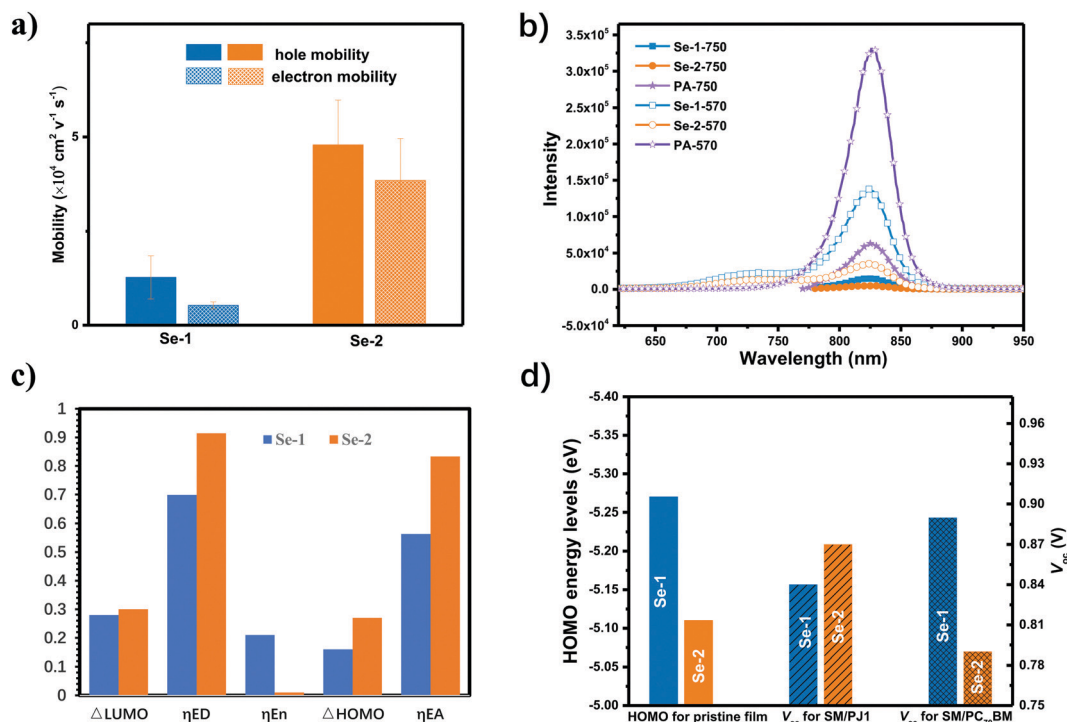 a)
Mobility (×10⁴ cm² v⁻¹ s⁻¹)
5
0
hole mobility
electron mobility
Se-1
Se-2
b)
Intensity
3.5x10⁵
3.0x10⁵
2.5x10⁵
2.0x10⁵
1.5x10⁵
1.0x10⁵
5.0x10⁴
0.0
-5.0x10⁴
Se-1-750
Se-2-750
PA-750
Se-1-570
Se-2-570
PA-570
650 700 750 800 850 900 950
Wavelength (nm)
c)
1
0.9
0.8
0.7
0.6
0.5
0.4
0.3
0.2
0.1
0
Se-1 Se-2
△LUMO ηED ηEn △HOMO ηEA
d)
HOMO energy levels (eV)
-5.40
-5.35
-5.30
-5.25
-5.20
-5.15
-5.10
-5.05
-5.00
Se-1
Se-2
Se-1
Se-2
Se-1
Se-2
0.96
0.93
0.90
0.87
0.84
0.81
0.78
0.75
Voc (V)
HOMO for pristine film Voc for SM/PJ1 Voc for SM/PC₇₀BM